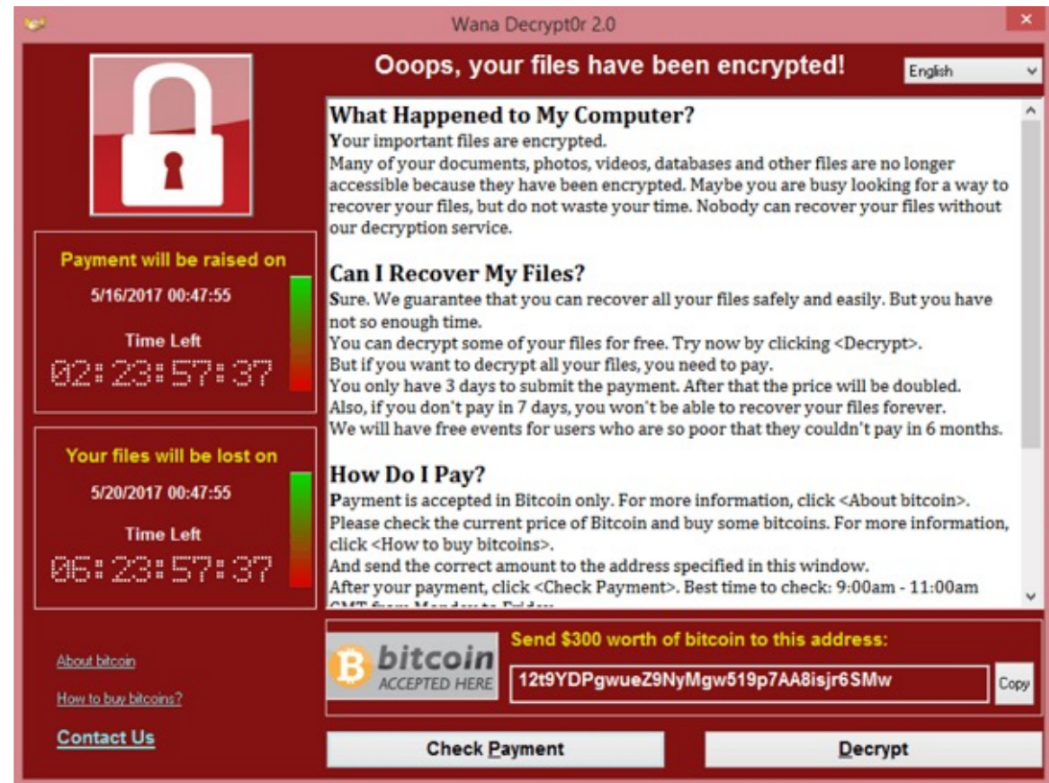 Wana Decrypt0r 2.0
Ooops, your files have been encrypted!
English
Payment will be raised on
5/16/2017 00:47:55
Time Left
02:23:57:37
Your files will be lost on
5/20/2017 00:47:55
Time Left
06:23:57:37
About bitcoin
How to buy bitcoins?
Contact Us
What Happened to My Computer?
Your important files are encrypted.
Many of your documents, photos, videos, databases and other files are no longer
accessible because they have been encrypted. Maybe you are busy looking for a way to
recover your files, but do not waste your time. Nobody can recover your files without
our decryption service.
Can I Recover My Files?
Sure. We guarantee that you can recover all your files safely and easily. But you have
not so enough time.
You can decrypt some of your files for free. Try now by clicking <Decrypt>.
But if you want to decrypt all your files, you need to pay.
You only have 3 days to submit the payment. After that the price will be doubled.
Also, if you don't pay in 7 days, you won't be able to recover your files forever.
We will have free events for users who are so poor that they couldn't pay in 6 months.
How Do I Pay?
Payment is accepted in Bitcoin only. For more information, click <About bitcoin>.
Please check the current price of Bitcoin and buy some bitcoins. For more information,
click <How to buy bitcoins>.
And send the correct amount to the address specified in this window.
After your payment, click <Check Payment>. Best time to check: 9:00am - 11:00am
GMT from Monday to Friday
bitcoin
ACCEPTED HERE
Send $300 worth of bitcoin to this address:
12t9YDPgwueZ9NyMgw519p7AA8isjr6SMw
Copy
Check Payment
Decrypt